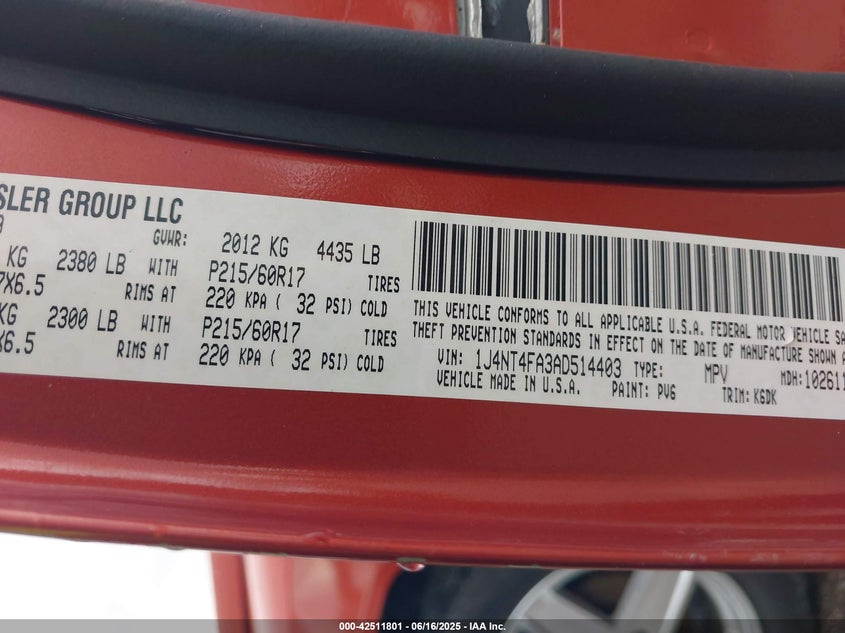 SLER GROUP LLC
GVWR: 2012 KG 4435 LB
KG 2380 LB WITH P215/60R17 TIRES
7X6.5 RIMS AT 220 KPA ( 32 PSI) COLD
KG 2300 LB WITH P215/60R17 TIRES
X6.5 RIMS AT 220 KPA ( 32 PSI) COLD
THIS VEHICLE CONFORMS TO ALL APPLICABLE U.S.A. FEDERAL MOTOR VEHICLE SA
THEFT PREVENTION STANDARDS IN EFFECT ON THE DATE OF MANUFACTURE SHOWN A
VIN: 1J4NT4FA3AD514403 TYPE: MPV MDH: 10261
VEHICLE MADE IN U.S.A. PAINT: PV6 TRIM: K6DK
000-42511801 - 06/16/2025 - IAA Inc.